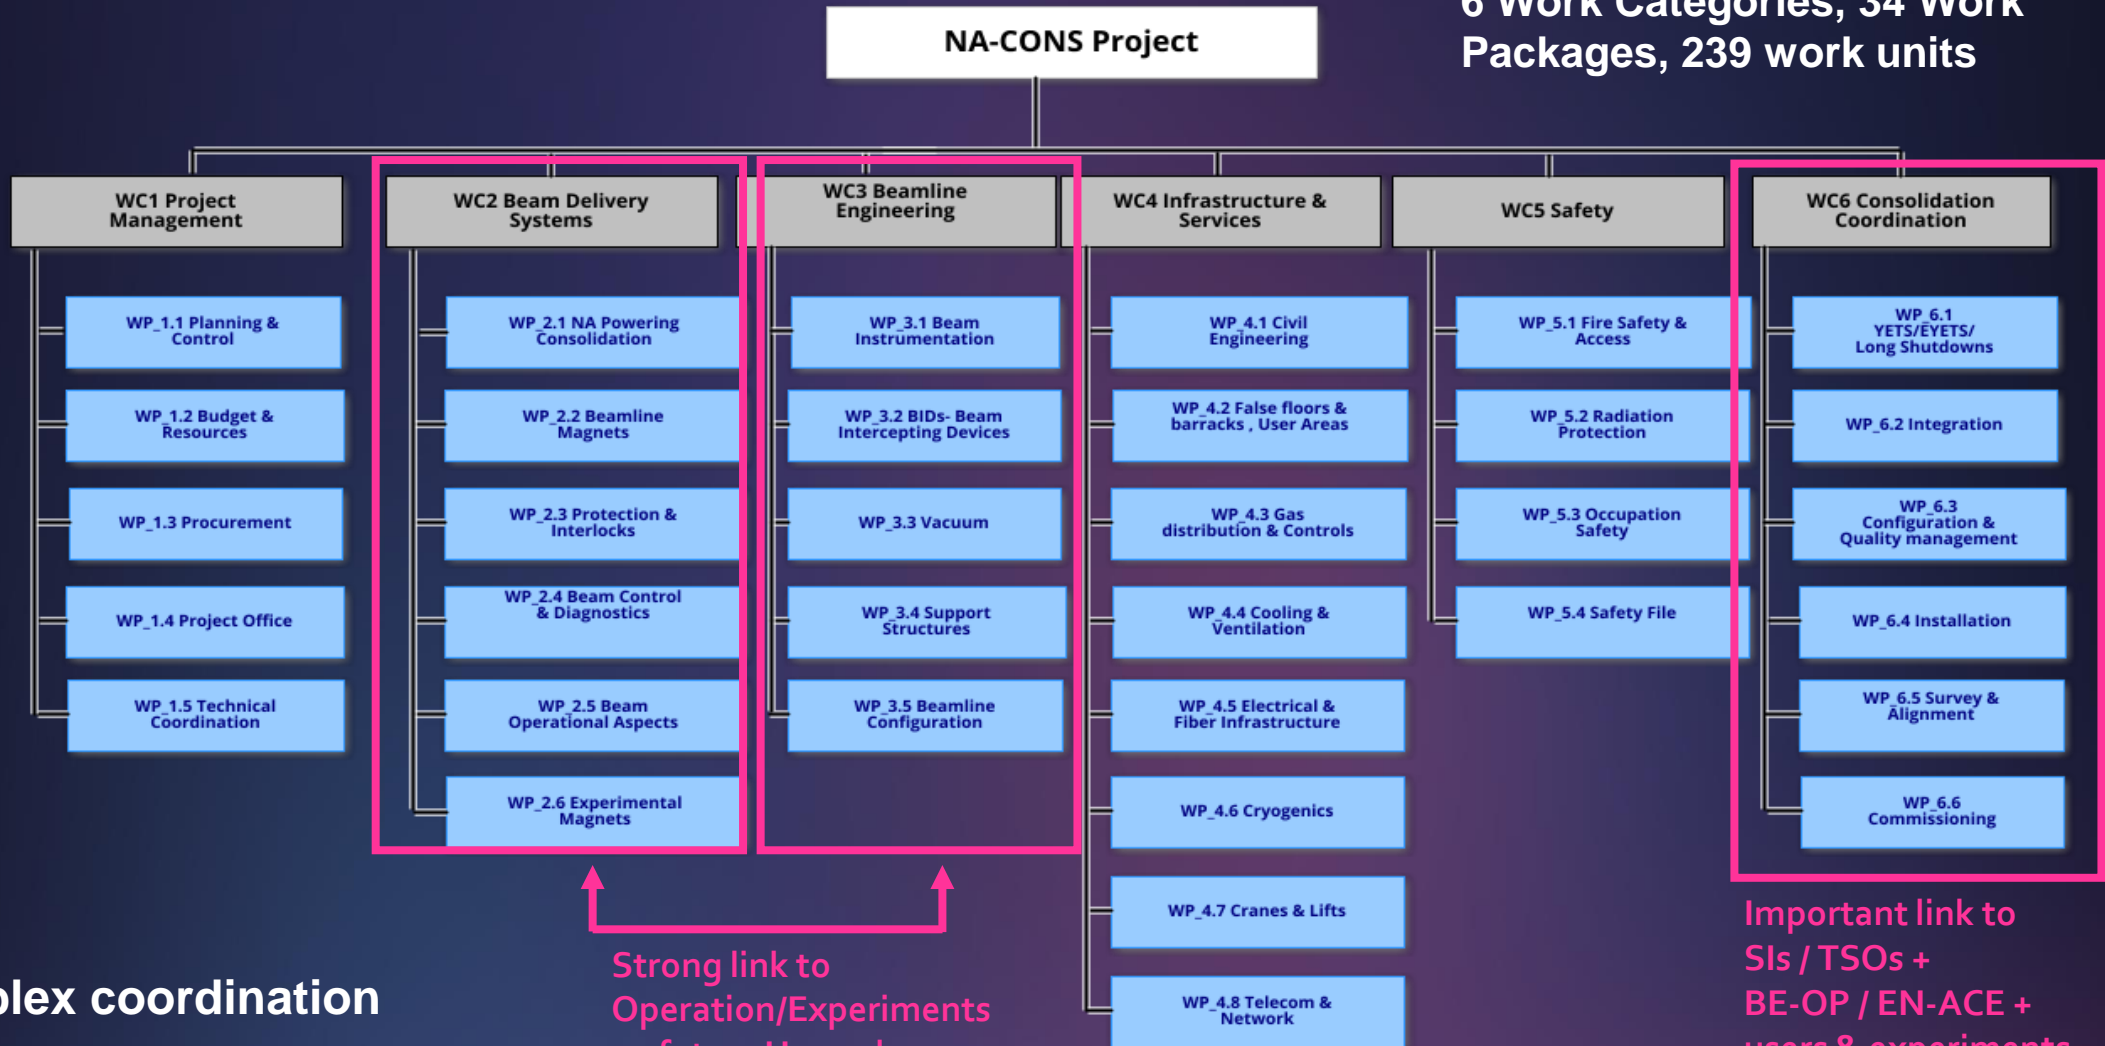 6 Work Categories, 34 Work
Packages, 239 work units
NA-CONS Project
WC1 Project
Management
WP_1.1 Planning &
Control
WP_1.2 Budget &
Resources
WP_1.3 Procurement
WP_1.4 Project Office
WP_1.5 Technical
Coordination
WC2 Beam Delivery
Systems
WP_2.1 NA Powering
Consolidation
WP_2.2 Beamline
Magnets
WP_2.3 Protection &
Interlocks
WP_2.4 Beam Control
& Diagnostics
WP_2.5 Beam
Operational Aspects
WP_2.6 Experimental
Magnets
WC3 Beamline
Engineering
WP_3.1 Beam
Instrumentation
WP_3.2 BIDs- Beam
Intercepting Devices
WP_3.3 Vacuum
WP_3.4 Support
Structures
WP_3.5 Beamline
Configuration
WC4 Infrastructure &
Services
WP_4.1 Civil
Engineering
WP_4.2 False floors &
barracks , User Areas
WP_4.3 Gas
distribution & Controls
WP_4.4 Cooling &
Ventilation
WP_4.5 Electrical &
Fiber Infrastructure
WP_4.6 Cryogenics
WP_4.7 Cranes & Lifts
WP_4.8 Telecom &
Network
WC5 Safety
WP_5.1 Fire Safety &
Access
WP_5.2 Radiation
Protection
WP_5.3 Occupation
Safety
WP_5.4 Safety File
WC6 Consolidation
Coordination
WP_6.1
YETS/EYETS/
Long Shutdowns
WP_6.2 Integration
WP_6.3
Configuration &
Quality management
WP_6.4 Installation
WP_6.5 Survey &
Alignment
WP_6.6
Commissioning
plex coordination
Strong link to
Operation/Experiments
Important link to
SIs / TSOs +
BE-OP / EN-ACE +
users & experiments